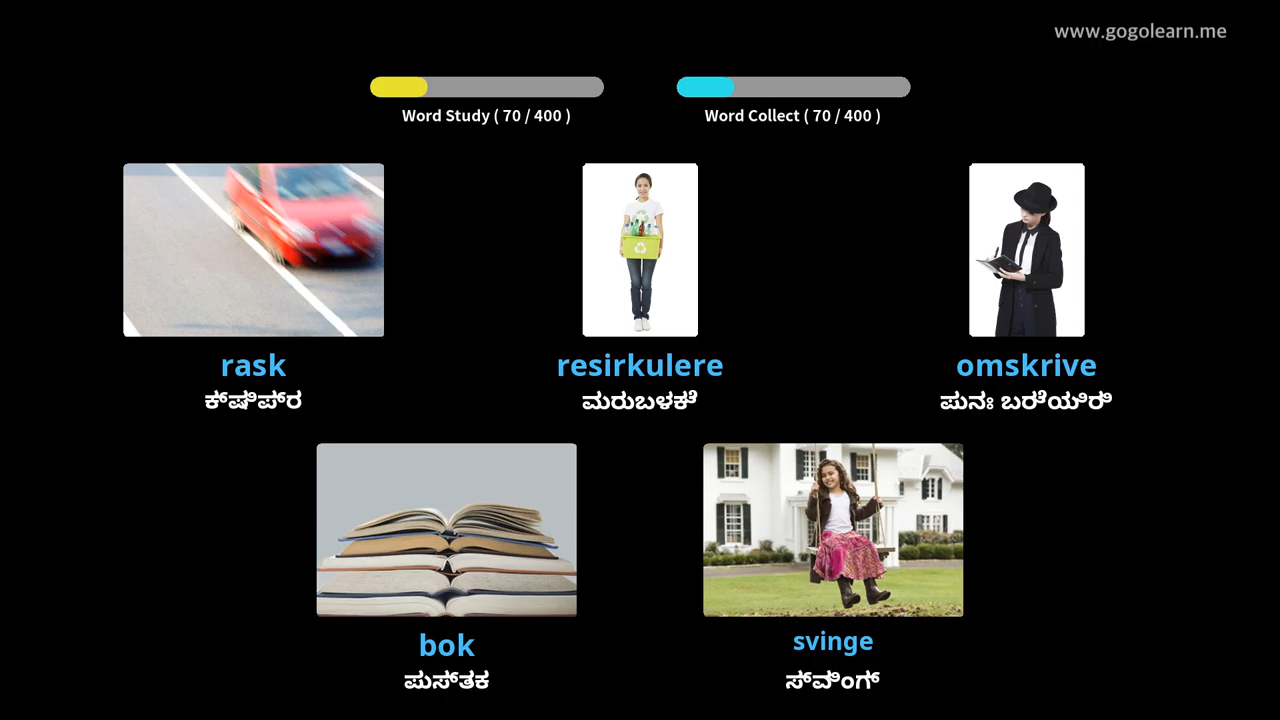 www.gogolearn.me
Word Study ( 70 / 400 )
Word Collect ( 70 / 400 )
rask
resirkulere
omskrive
ಕ್ಷಿಪ್ರ
ಮರುಬಳಕೆ
ಪುನಃ ಬರೆಯಿರಿ
bok
svinge
ಪುಸ್ತಕ
ಸ್ವಿಂಗ್